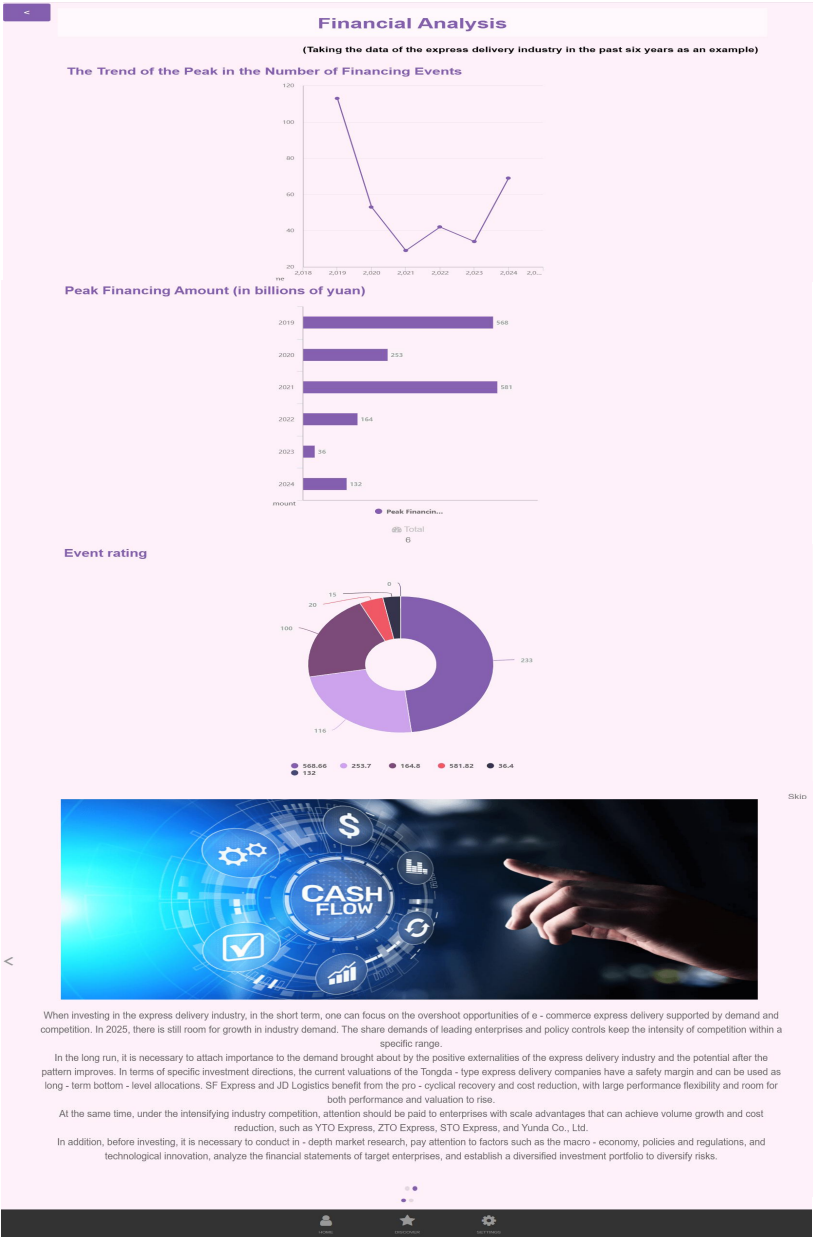 <
Financial Analysis
(Taking the data of the express delivery industry in the past six years as an example)
The Trend of the Peak in the Number of Financing Events
120
100
80
60
40
20
2,018 2,019 2,020 2,021 2,022 2,023 2,024 2,0...
ne
Peak Financing Amount (in billions of yuan)
2019 568
2020 253
2021 581
2022 164
2023 36
2024 132
mount
Peak Financin...
Total
6
Event rating
0
15
20
100
233
116
568.66 253.7 164.8 581.82 36.4
132
Skip
$
CASH
FLOW
<
When investing in the express delivery industry, in the short term, one can focus on the overshoot opportunities of e - commerce express delivery supported by demand and
competition. In 2025, there is still room for growth in industry demand. The share demands of leading enterprises and policy controls keep the intensity of competition within a
specific range.
In the long run, it is necessary to attach importance to the demand brought about by the positive externalities of the express delivery industry and the potential after the
pattern improves. In terms of specific investment directions, the current valuations of the Tongda - type express delivery companies have a safety margin and can be used as
long - term bottom - level allocations. SF Express and JD Logistics benefit from the pro - cyclical recovery and cost reduction, with large performance flexibility and room for
both performance and valuation to rise.
At the same time, under the intensifying industry competition, attention should be paid to enterprises with scale advantages that can achieve volume growth and cost
reduction, such as YTO Express, ZTO Express, STO Express, and Yunda Co., Ltd.
In addition, before investing, it is necessary to conduct in - depth market research, pay attention to factors such as the macro - economy, policies and regulations, and
technological innovation, analyze the financial statements of target enterprises, and establish a diversified investment portfolio to diversify risks.
HOME DISCOVER SETTINGS